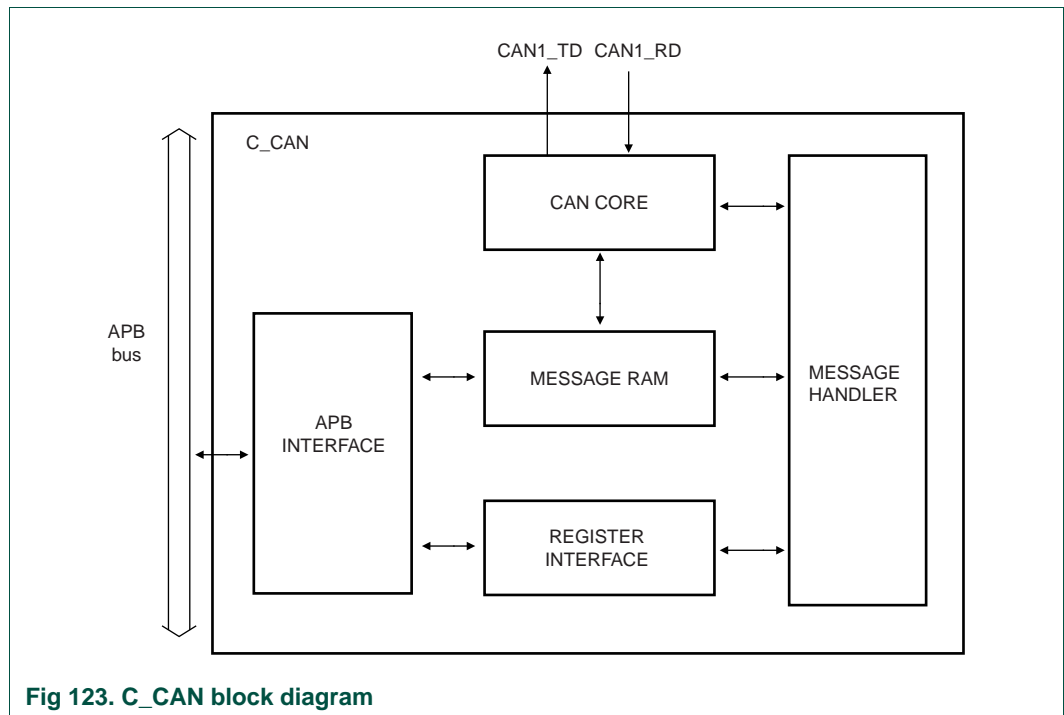 CAN1_TD CAN1_RD
C_CAN
CAN CORE
APB
bus
APB
INTERFACE
MESSAGE RAM
MESSAGE
HANDLER
REGISTER
INTERFACE
Fig 123. C_CAN block diagram